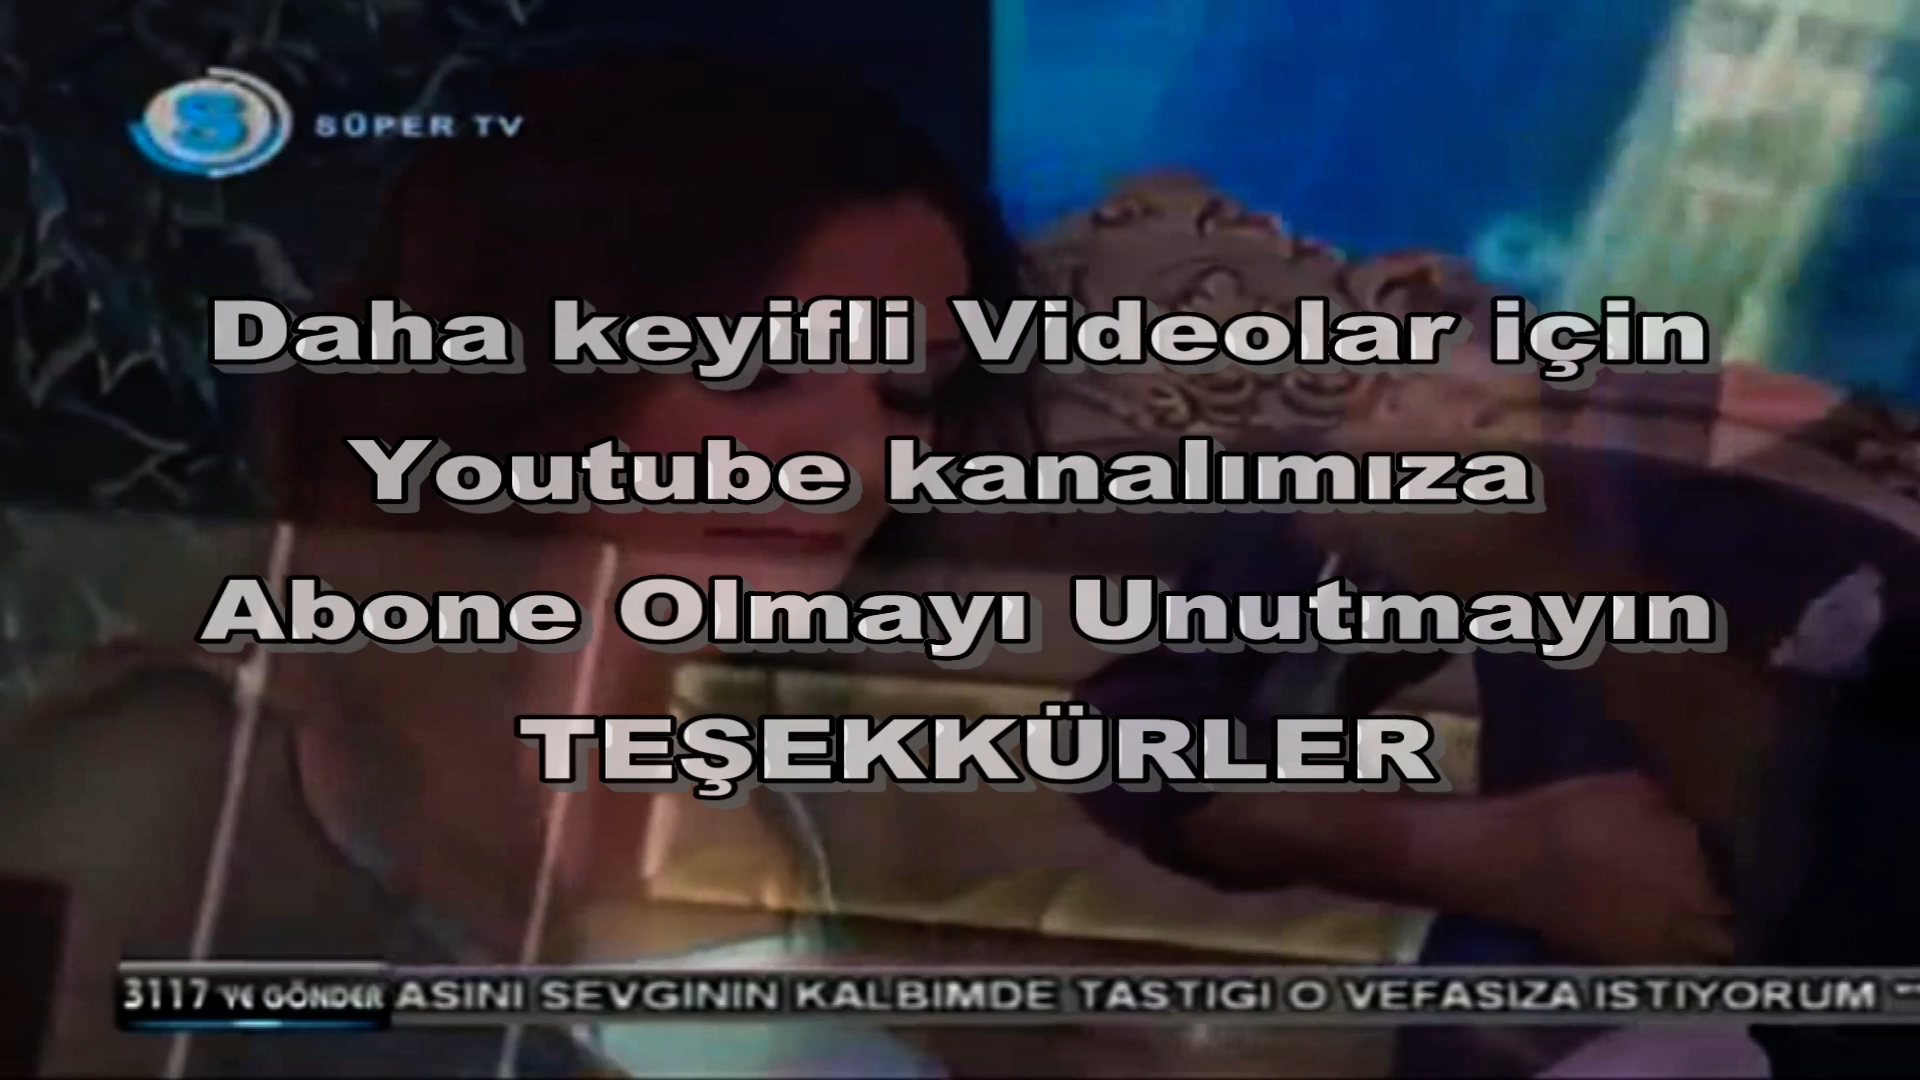 S SÜPER TV
Daha keyifli Videolar için
Youtube kanalımıza
Abone Olmayı Unutmayın
TEŞEKKÜRLER
3117 'YE GÖNDER ASINI SEVGININ KALBIMDE TASTIGI O VEFASIZA ISTIYORUM